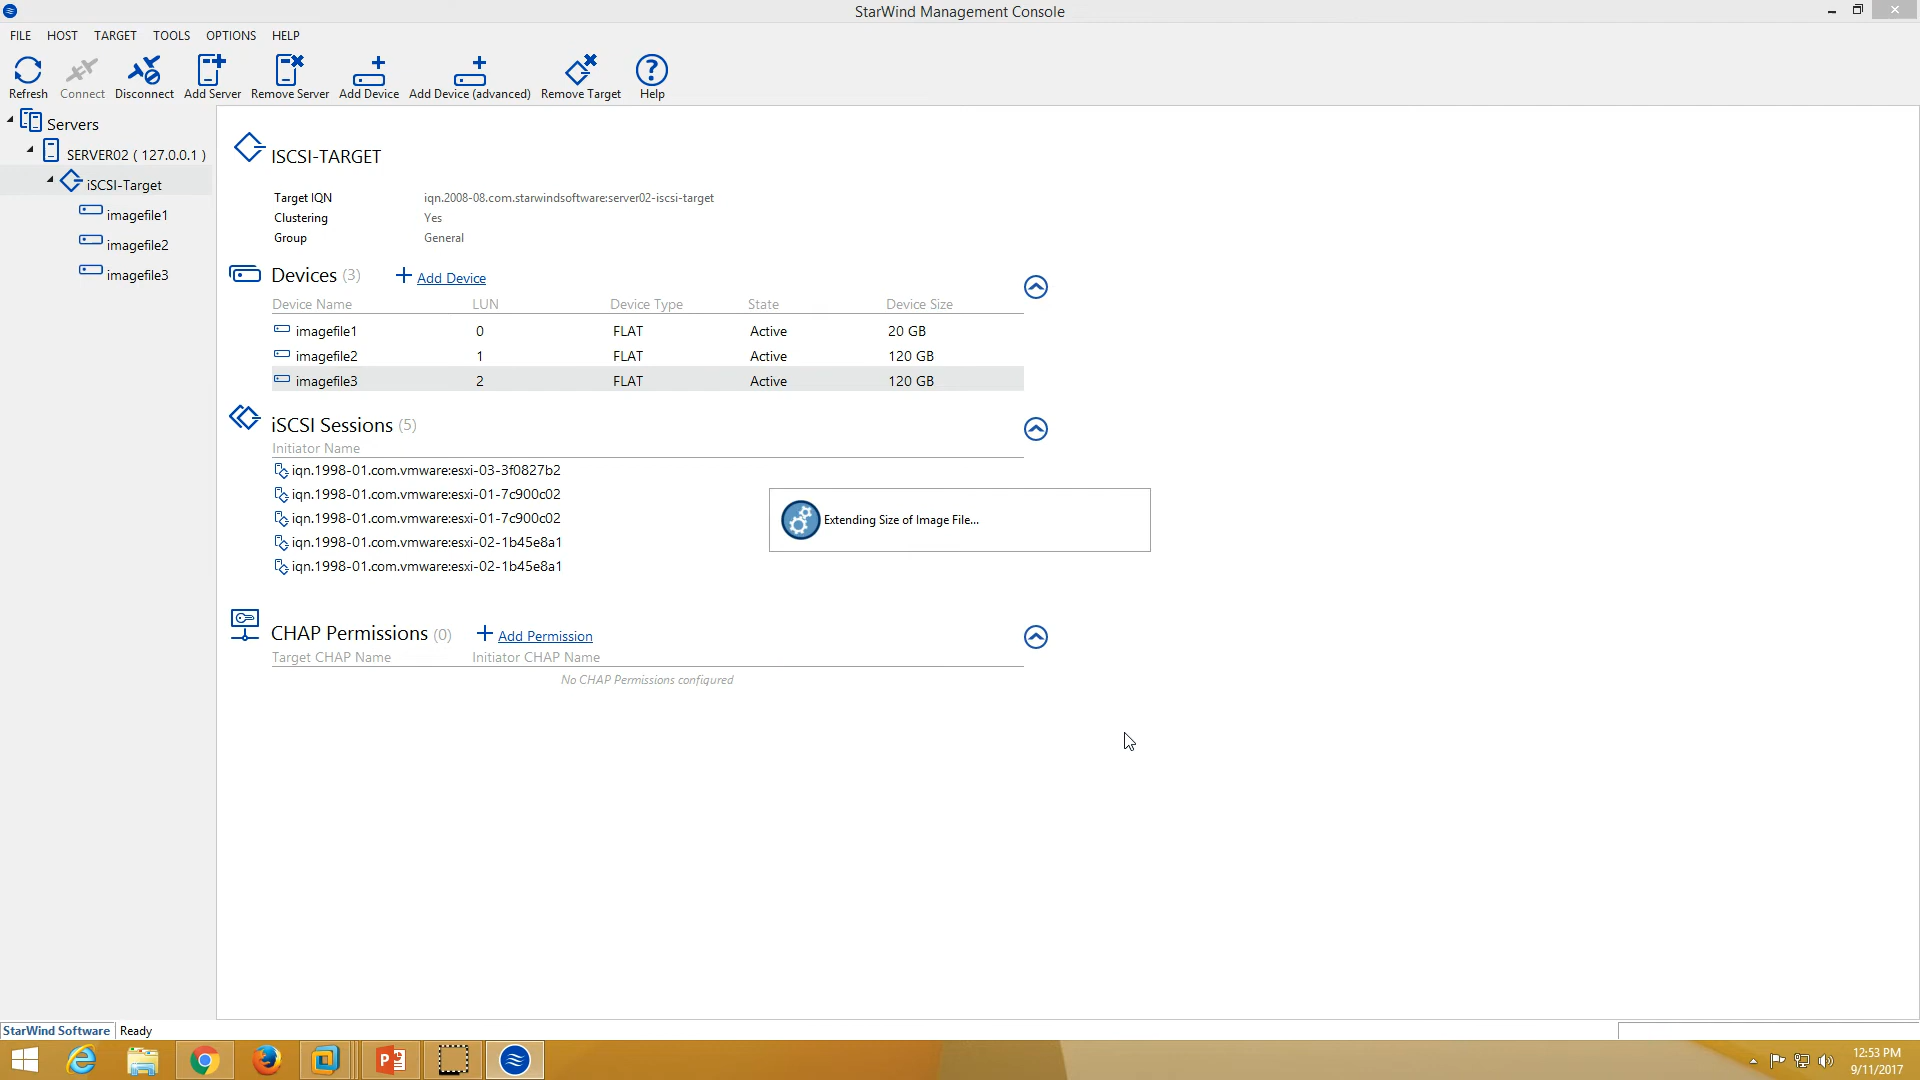 StarWind Management Console
FILE HOST TARGET TOOLS OPTIONS HELP
Refresh Connect Disconnect Add Server Remove Server Add Device Add Device (advanced) Remove Target Help
Servers
SERVER02 ( 127.0.0.1 )
iSCSI-Target
imagefile1
imagefile2
imagefile3
ISCSI-TARGET
Target IQN iqn.2008-08.com.starwindsoftware:server02-iscsi-target
Clustering Yes
Group General
Devices (3) Add Device
Device Name LUN Device Type State Device Size
imagefile1 0 FLAT Active 20 GB
imagefile2 1 FLAT Active 120 GB
imagefile3 2 FLAT Active 120 GB
iSCSI Sessions (5)
Initiator Name
iqn.1998-01.com.vmware:esxi-03-3f0827b2
iqn.1998-01.com.vmware:esxi-01-7c900c02
iqn.1998-01.com.vmware:esxi-01-7c900c02
iqn.1998-01.com.vmware:esxi-02-1b45e8a1
iqn.1998-01.com.vmware:esxi-02-1b45e8a1
Extending Size of Image File...
CHAP Permissions (0) Add Permission
Target CHAP Name Initiator CHAP Name
No CHAP Permissions configured
StarWind Software Ready
12:53 PM
9/11/2017